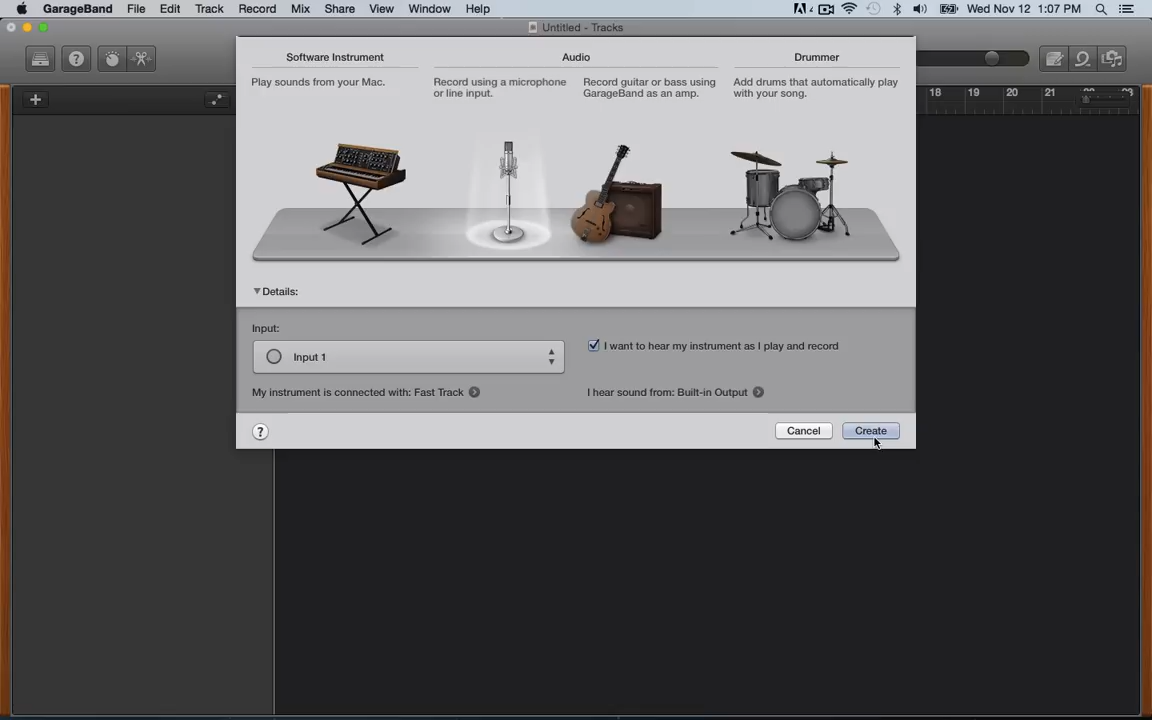 GarageBand File Edit Track Record Mix Share View Window Help 4 Wed Nov 12 1:07 PM
Untitled - Tracks
Software Instrument Audio Drummer
Play sounds from your Mac. Record using a microphone Record guitar or bass using Add drums that automatically play
or line input. GarageBand as an amp. with your song.
18 19 20 21 22 23
Details:
Input:
Input 1
I want to hear my instrument as I play and record
My instrument is connected with: Fast Track I hear sound from: Built-in Output
? Cancel Create